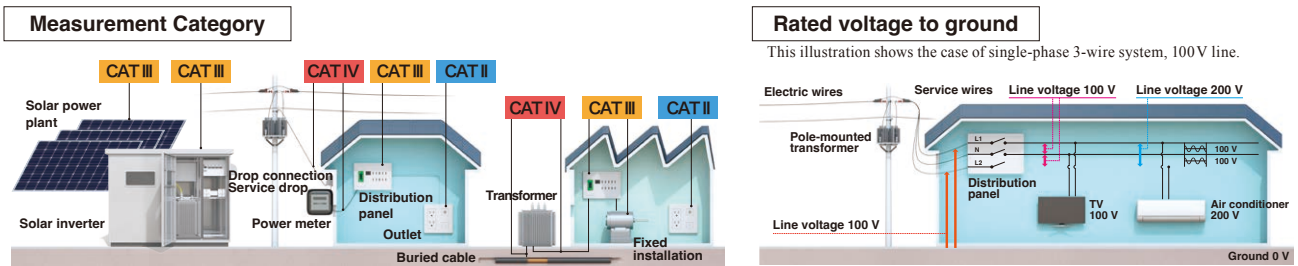 Measurement Category
CAT Ⅲ
CAT Ⅲ
CAT Ⅳ
CAT Ⅲ
CAT Ⅱ
CAT Ⅳ
CAT Ⅲ
CAT Ⅱ
Solar power
plant
Drop connection
Service drop
Distribution
panel
Transformer
Solar inverter
Power meter
Outlet
Fixed
installation
Buried cable
Rated voltage to ground
This illustration shows the case of single-phase 3-wire system, 100 V line.
Electric wires
Service wires
Line voltage 100 V
Line voltage 200 V
Pole-mounted
transformer
L1
N
L2
100 V
100 V
Distribution
panel
TV
100 V
Air conditioner
200 V
Line voltage 100 V
Ground 0 V